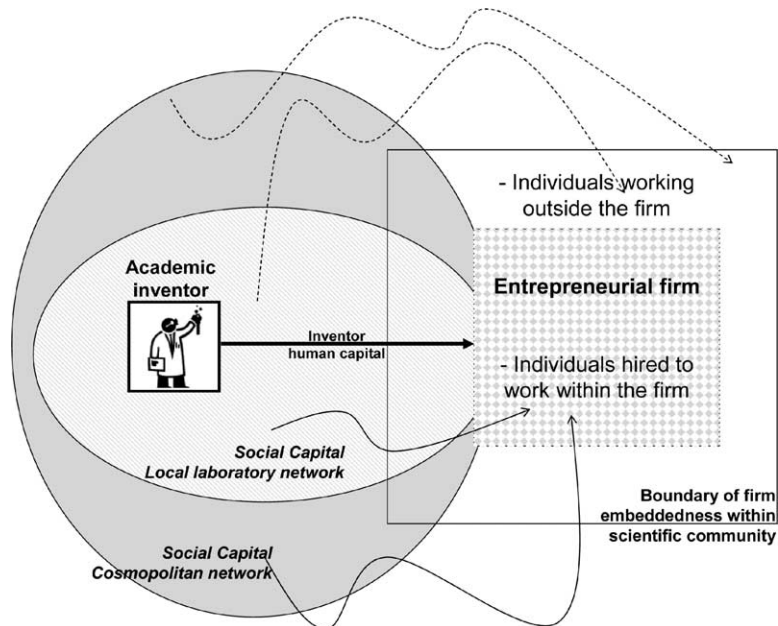 - Individuals working
outside the firm
Academic
inventor
Entrepreneurial firm
Inventor
human capital
- Individuals hired to
work within the firm
Social Capital
Local laboratory network
Boundary of firm
embeddedness within
scientific community
Social Capital
Cosmopolitan network